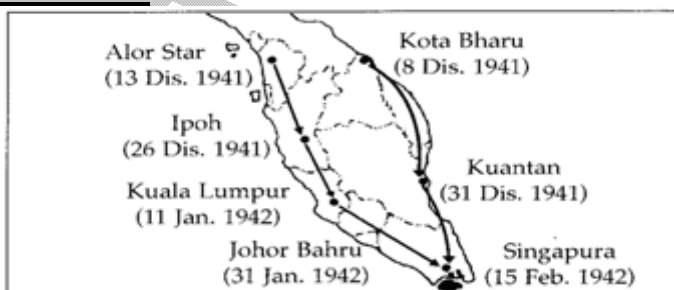 Alor Star
(13 Dis. 1941)
Kota Bharu
(8 Dis. 1941)
Ipoh
(26 Dis. 1941)
Kuantan
(31 Dis. 1941)
Kuala Lumpur
(11 Jan. 1942)
Johor Bahru
(31 Jan. 1942)
Singapura
(15 Feb. 1942)